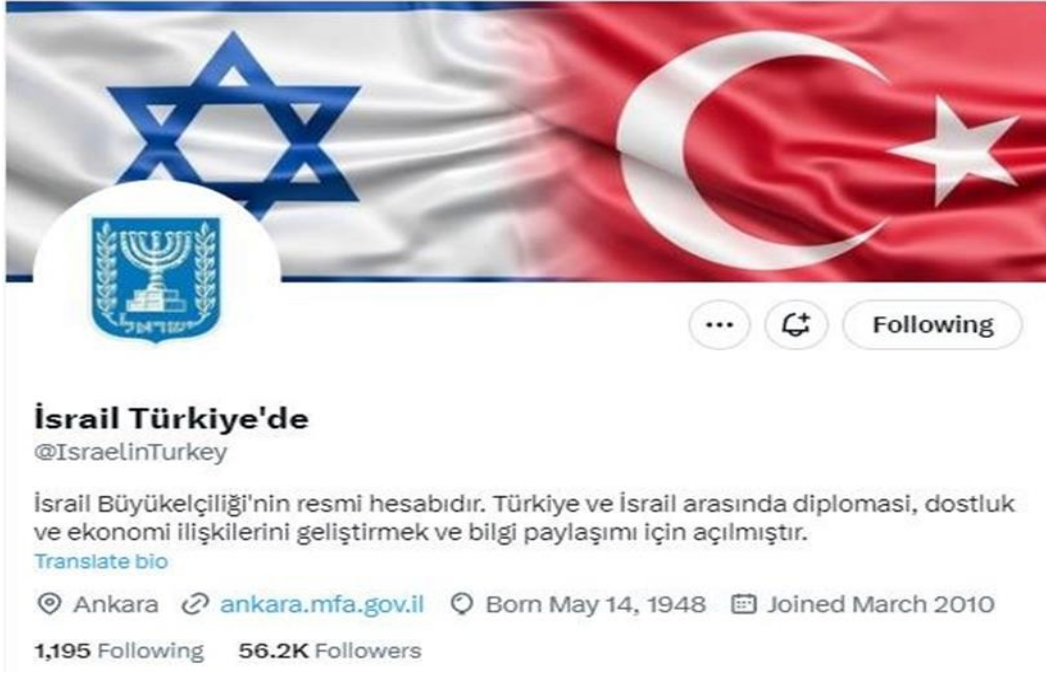 ישראל
Following
İsrail Türkiye'de
@IsraelinTurkey
İsrail Büyükelçiliği'nin resmi hesabıdır. Türkiye ve İsrail arasında diplomasi, dostluk
ve ekonomi ilişkilerini geliştirmek ve bilgi paylaşımı için açılmıştır.
Translate bio
Ankara ankara.mfa.gov.il Born May 14, 1948 Joined March 2010
1,195 Following 56.2K Followers